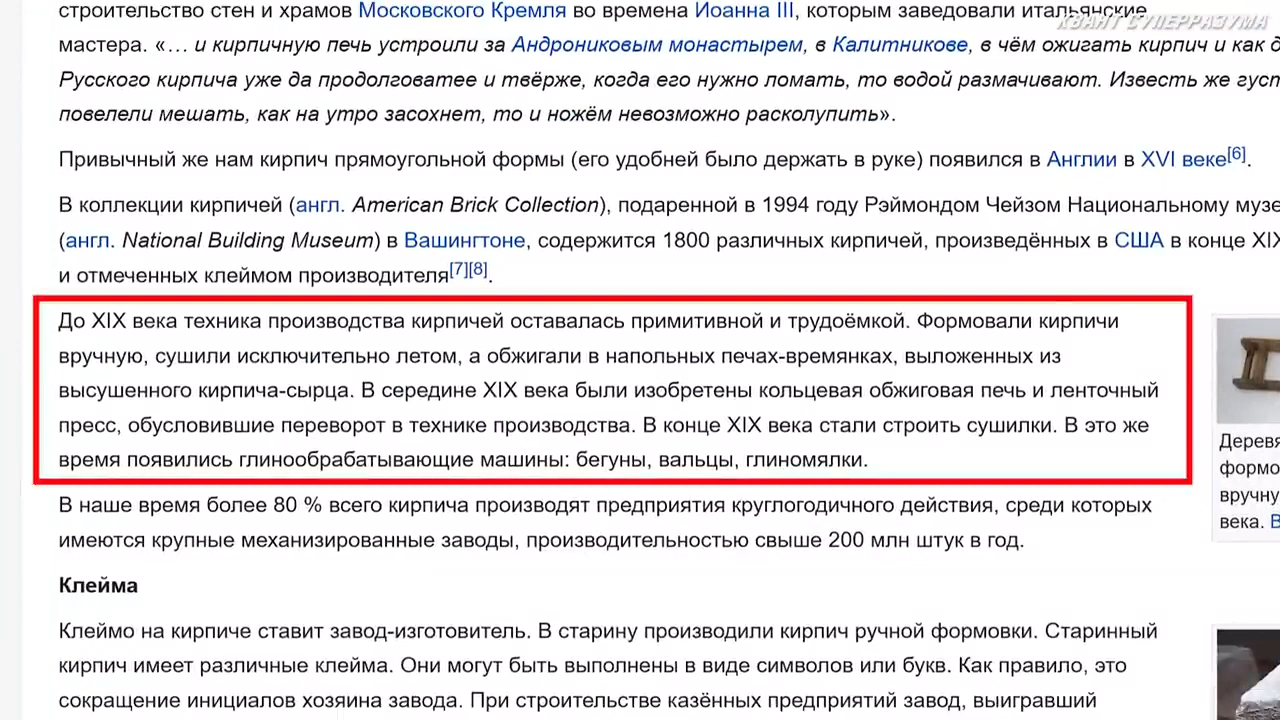 строительство стен и храмов Московского Кремля во времена Иоанна III, которым заведовали итальянские
КВАНТ СУПЕРРАЗУМА
мастера. «… и кирпичную печь устроили за Андрониковым монастырем, в Калитникове, в чём ожигать кирпич и как д
Русского кирпича уже да продолговатее и твёрже, когда его нужно ломать, то водой размачивают. Известь же густ
повелели мешать, как на утро засохнет, то и ножём невозможно расколупить».
Привычный же нам кирпич прямоугольной формы (его удобней было держать в руке) появился в Англии в XVI веке[6].
В коллекции кирпичей (англ. American Brick Collection), подаренной в 1994 году Рэймондом Чейзом Национальному музе
(англ. National Building Museum) в Вашингтоне, содержится 1800 различных кирпичей, произведённых в США в конце XIX
и отмеченных клеймом производителя[7][8].
До XIX века техника производства кирпичей оставалась примитивной и трудоёмкой. Формовали кирпичи
вручную, сушили исключительно летом, а обжигали в напольных печах-времянках, выложенных из
высушенного кирпича-сырца. В середине XIX века были изобретены кольцевая обжиговая печь и ленточный
пресс, обусловившие переворот в технике производства. В конце XIX века стали строить сушилки. В это же
время появились глинообрабатывающие машины: бегуны, вальцы, глиномялки.
Деревя
формо
вручну
века. В
В наше время более 80 % всего кирпича производят предприятия круглогодичного действия, среди которых
имеются крупные механизированные заводы, производительностью свыше 200 млн штук в год.
Клейма
Клеймо на кирпиче ставит завод-изготовитель. В старину производили кирпич ручной формовки. Старинный
кирпич имеет различные клейма. Они могут быть выполнены в виде символов или букв. Как правило, это
сокращение инициалов хозяина завода. При строительстве казённых предприятий завод, выигравший